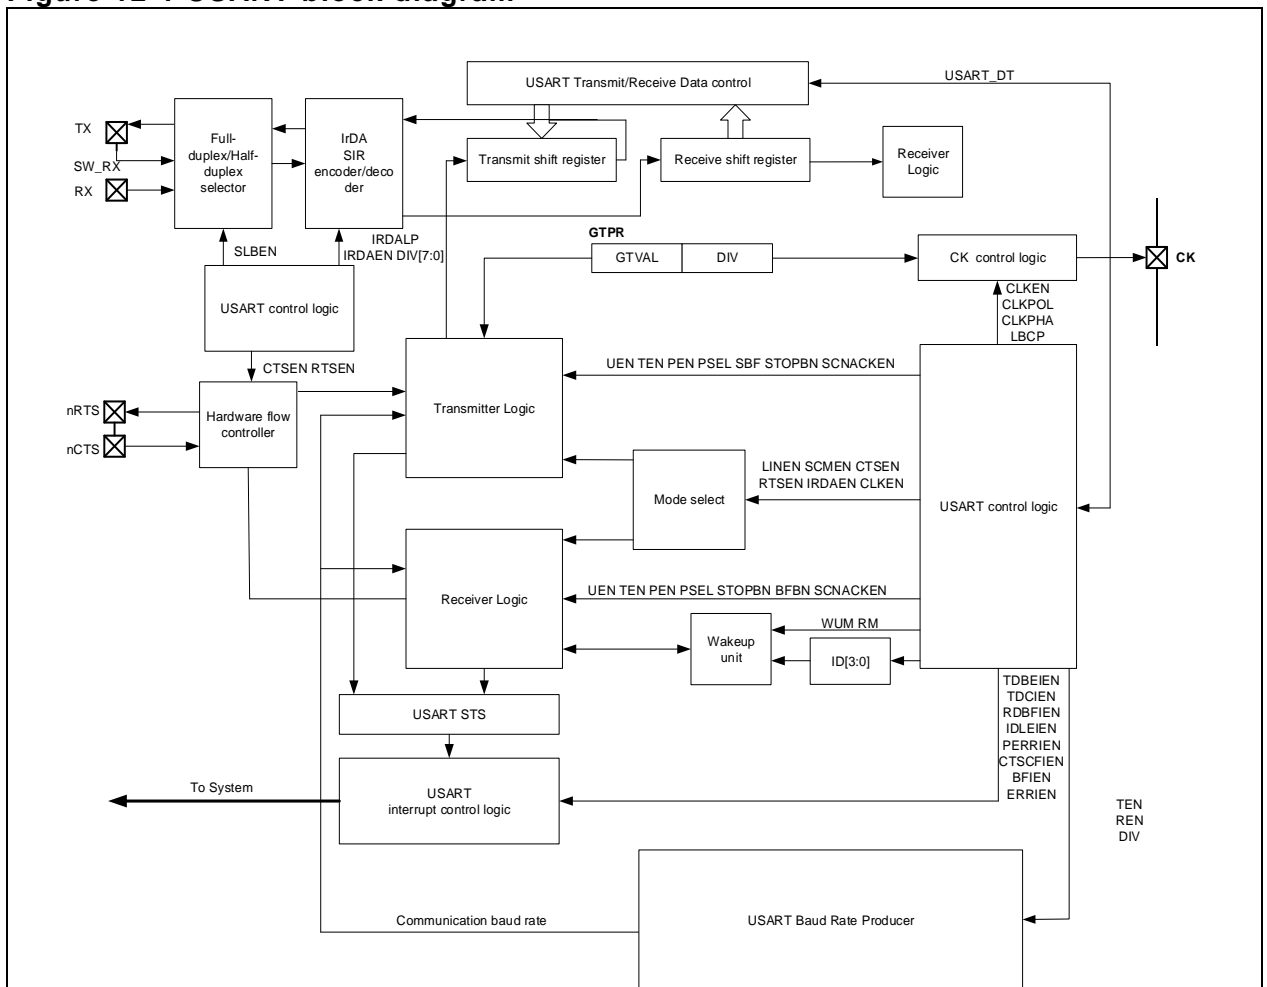 Figure 12-1 USART block diagram
USART Transmit/Receive Data control
USART_DT
TX
SW_RX
RX
Full-
duplex/Half-
duplex
selector
IrDA
SIR
encoder/deco
der
Transmit shift register
Receive shift register
Receiver
Logic
SLBEN
IRDALP
IRDAEN DIV[7:0]
GTPR
GTVAL
DIV
CK control logic
CK
USART control logic
CLKEN
CLKPOL
CLKPHA
LBCP
CTSEN RTSEN
nRTS
nCTS
Hardware flow
controller
Transmitter Logic
UEN TEN PEN PSEL SBF STOPBN SCNACKEN
Mode select
LINEN SCMEN CTSEN
RTSEN IRDAEN CLKEN
USART control logic
Receiver Logic
UEN TEN PEN PSEL STOPBN BFBN SCNACKEN
WUM RM
Wakeup
unit
ID[3:0]
USART STS
TDBEIEN
TDCIEN
RDBFIEN
IDLEIEN
PERRIEN
CTSCFIEN
BFIEN
ERRIEN
To System
USART
interrupt control logic
TEN
REN
DIV
Communication baud rate
USART Baud Rate Producer